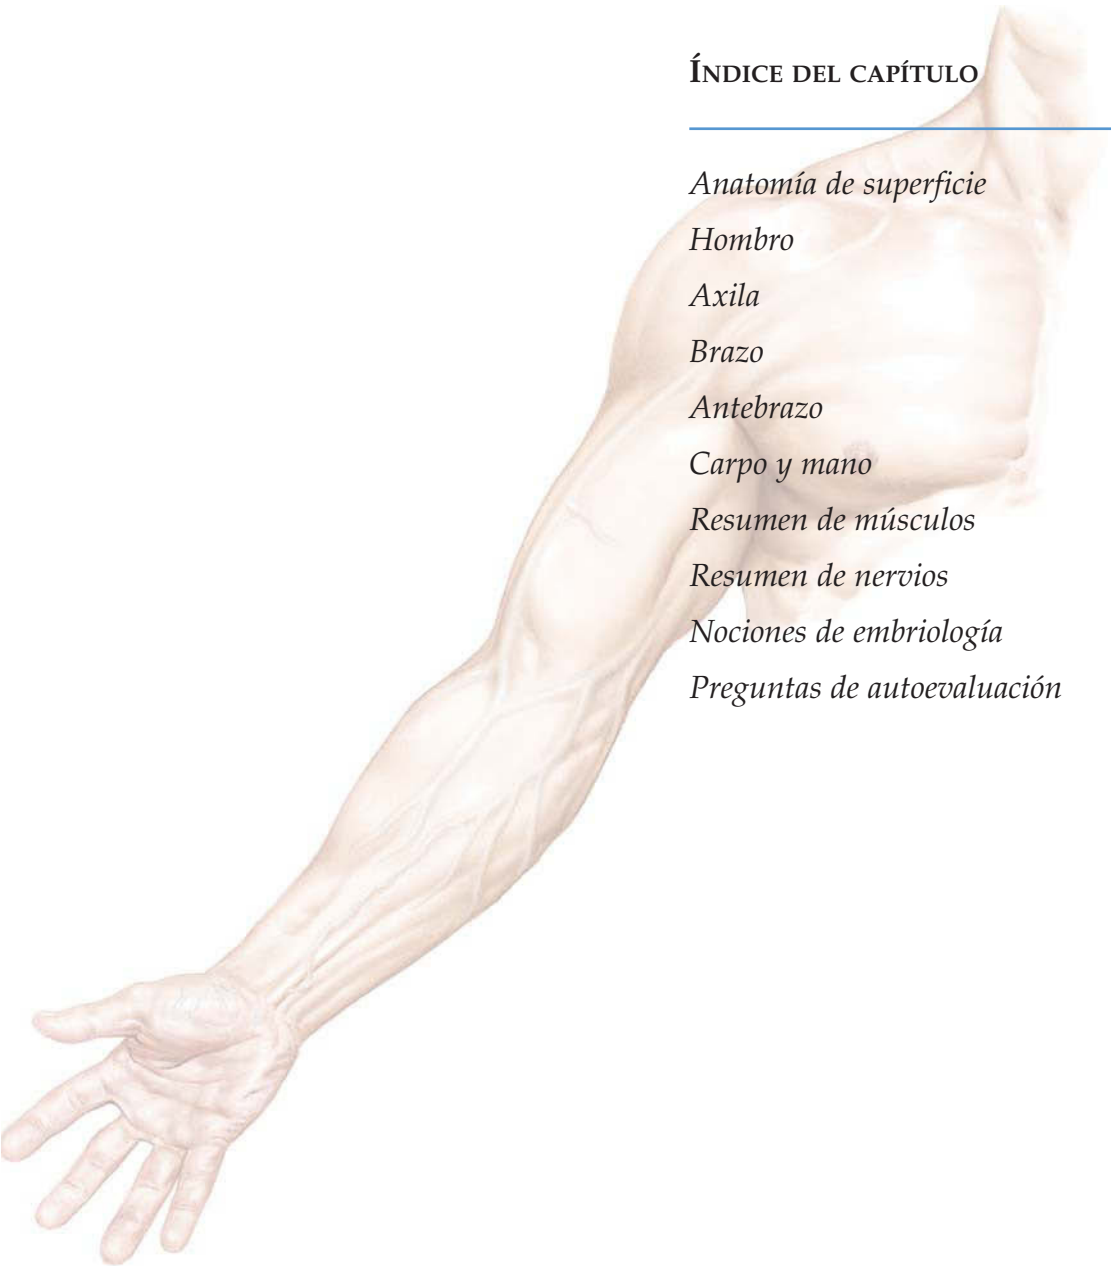 ÍNDICE DEL CAPÍTULO
Anatomía de superficie
Hombro
Axila
Brazo
Antebrazo
Carpo y mano
Resumen de músculos
Resumen de nervios
Nociones de embriología
Preguntas de autoevaluación